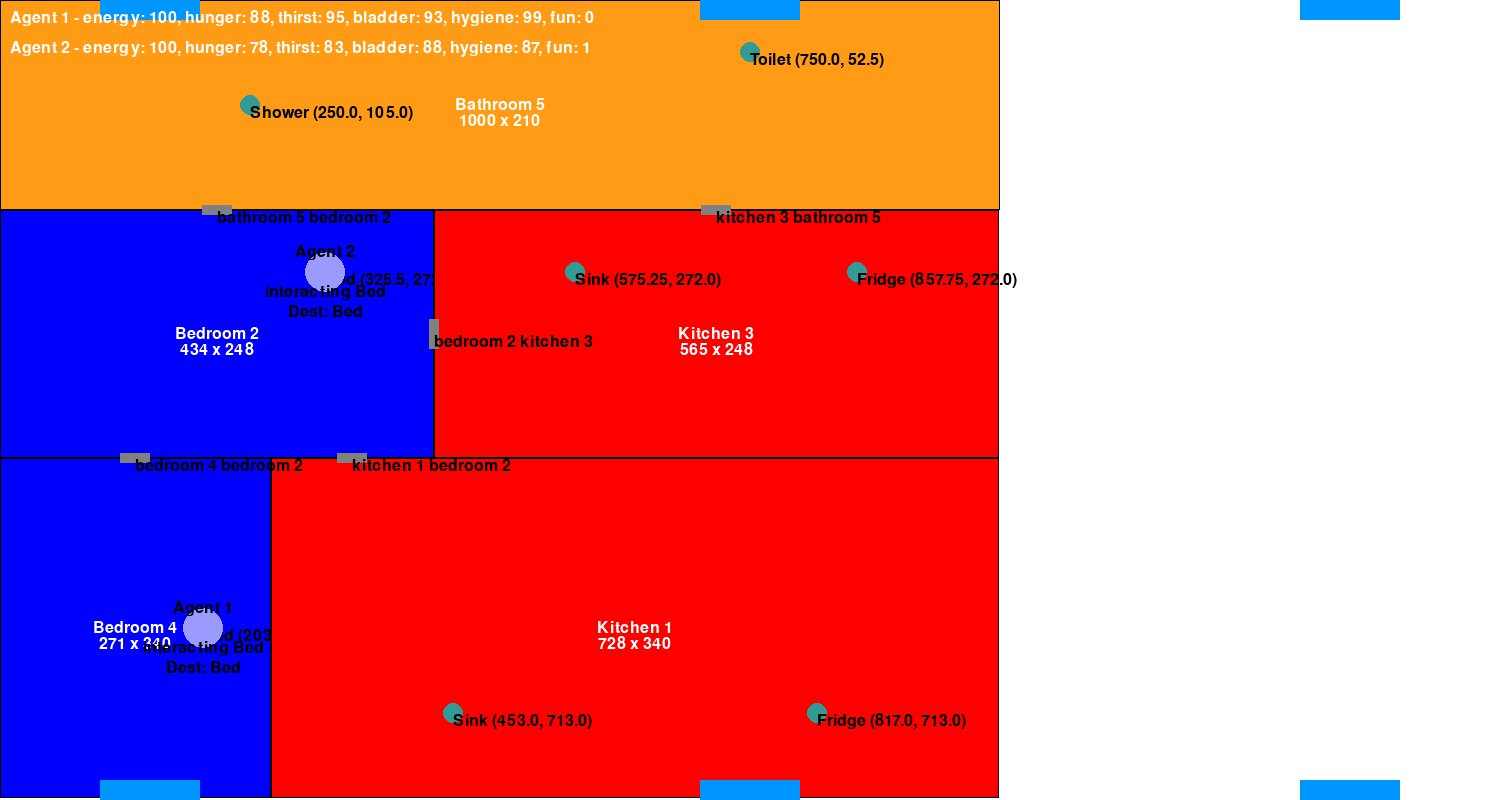 Agent 1 - energy: 100, hunger: 88, thirst: 95, bladder: 93, hygiene: 99, fun: 0
Agent 2 - energy: 100, hunger: 78, thirst: 83, bladder: 88, hygiene: 87, fun: 1
Toilet (750.0, 52.5)
Shower (250.0, 105.0)
Bathroom 5
1000 x 210
bathroom 5 bedroom 2
kitchen 3 bathroom 5
Agent 2
d (325.5, 27
interacting Bed
Dest: Bed
Sink (575.25, 272.0)
Fridge (857.75, 272.0)
Bedroom 2
434 x 248
bedroom 2 kitchen 3
Kitchen 3
565 x 248
bedroom 4 bedroom 2
kitchen 1 bedroom 2
Agent 1
Bedroom 4
271 x 340
d (203
interacting Bed
Dest: Bed
Kitchen 1
728 x 340
Sink (453.0, 713.0)
Fridge (817.0, 713.0)